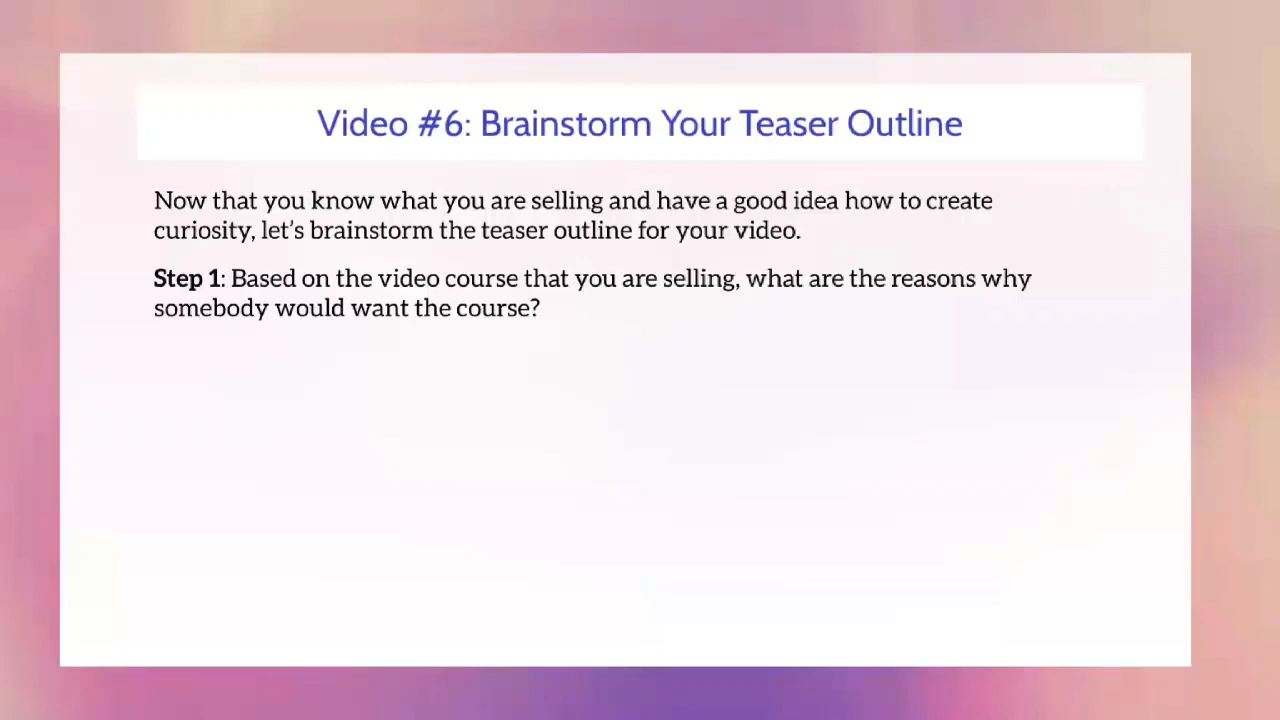 Video #6: Brainstorm Your Teaser Outline
Now that you know what you are selling and have a good idea how to create
curiosity, let’s brainstorm the teaser outline for your video.
Step 1: Based on the video course that you are selling, what are the reasons why
somebody would want the course?